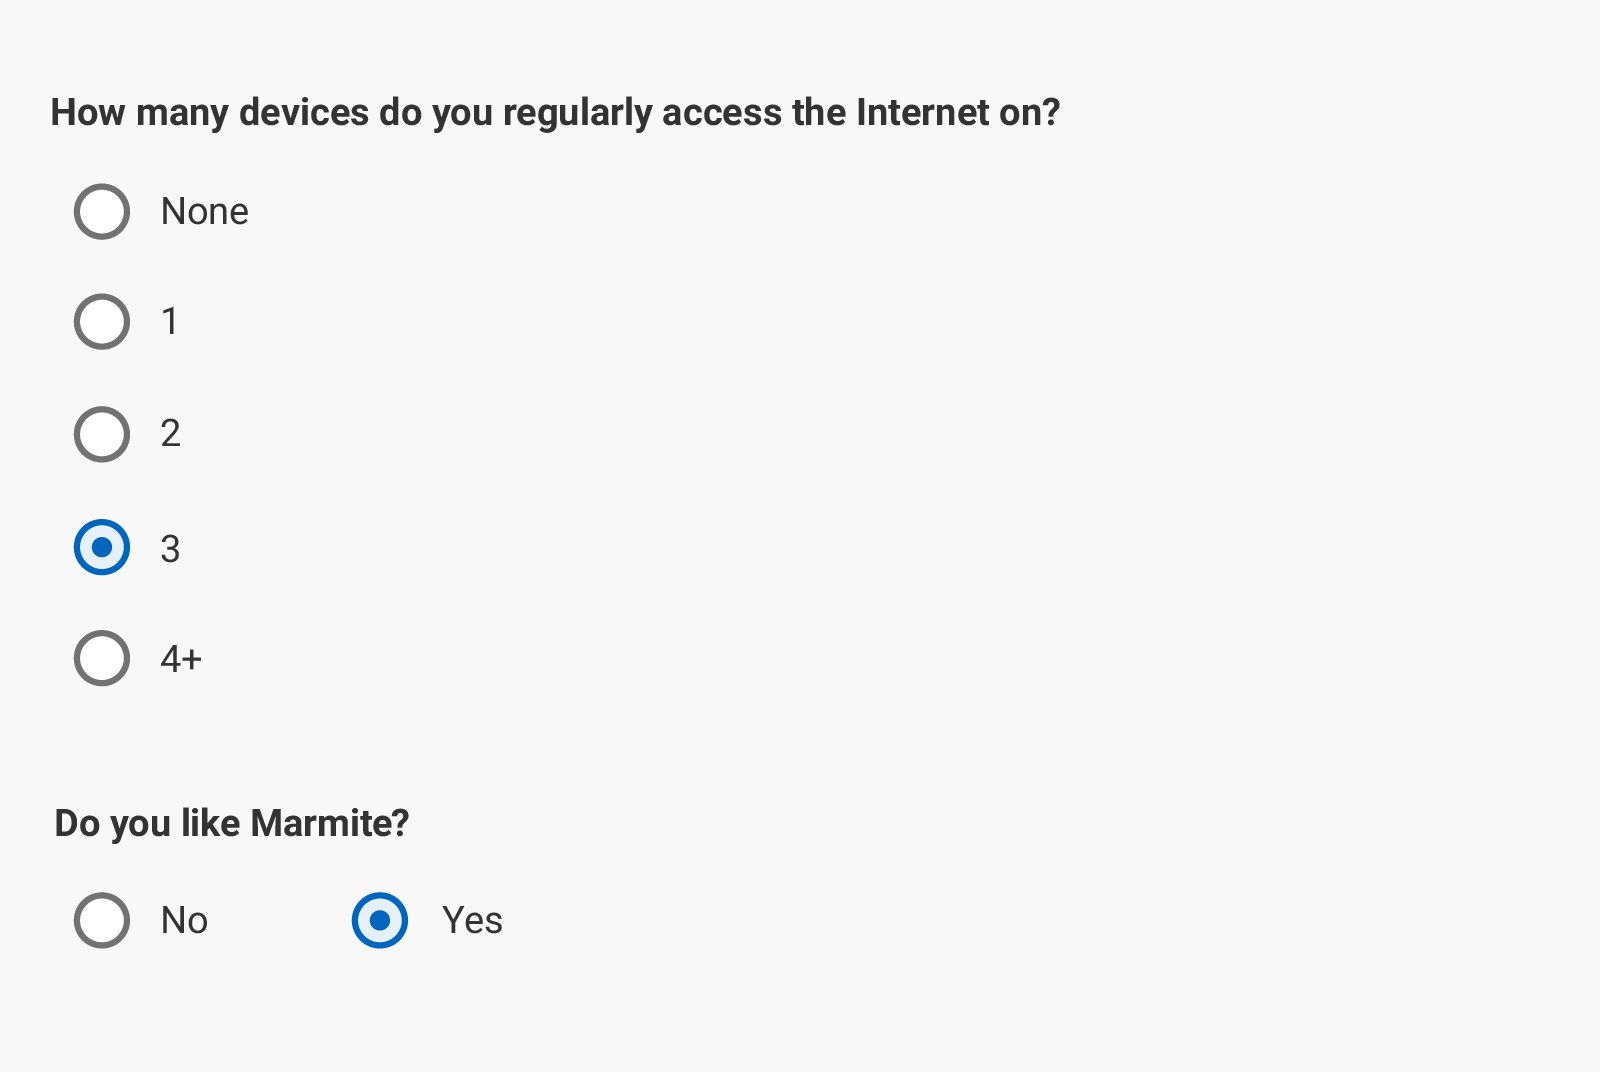 How many devices do you regularly access the Internet on?
None
1
2
3
4+
Do you like Marmite?
No Yes